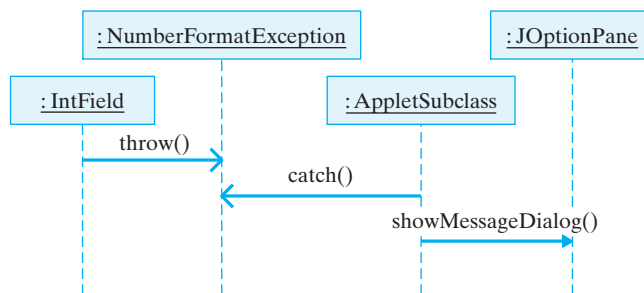 : NumberFormatException
: JOptionPane
: IntField
: AppletSubclass
throw()
catch()
showMessageDialog()